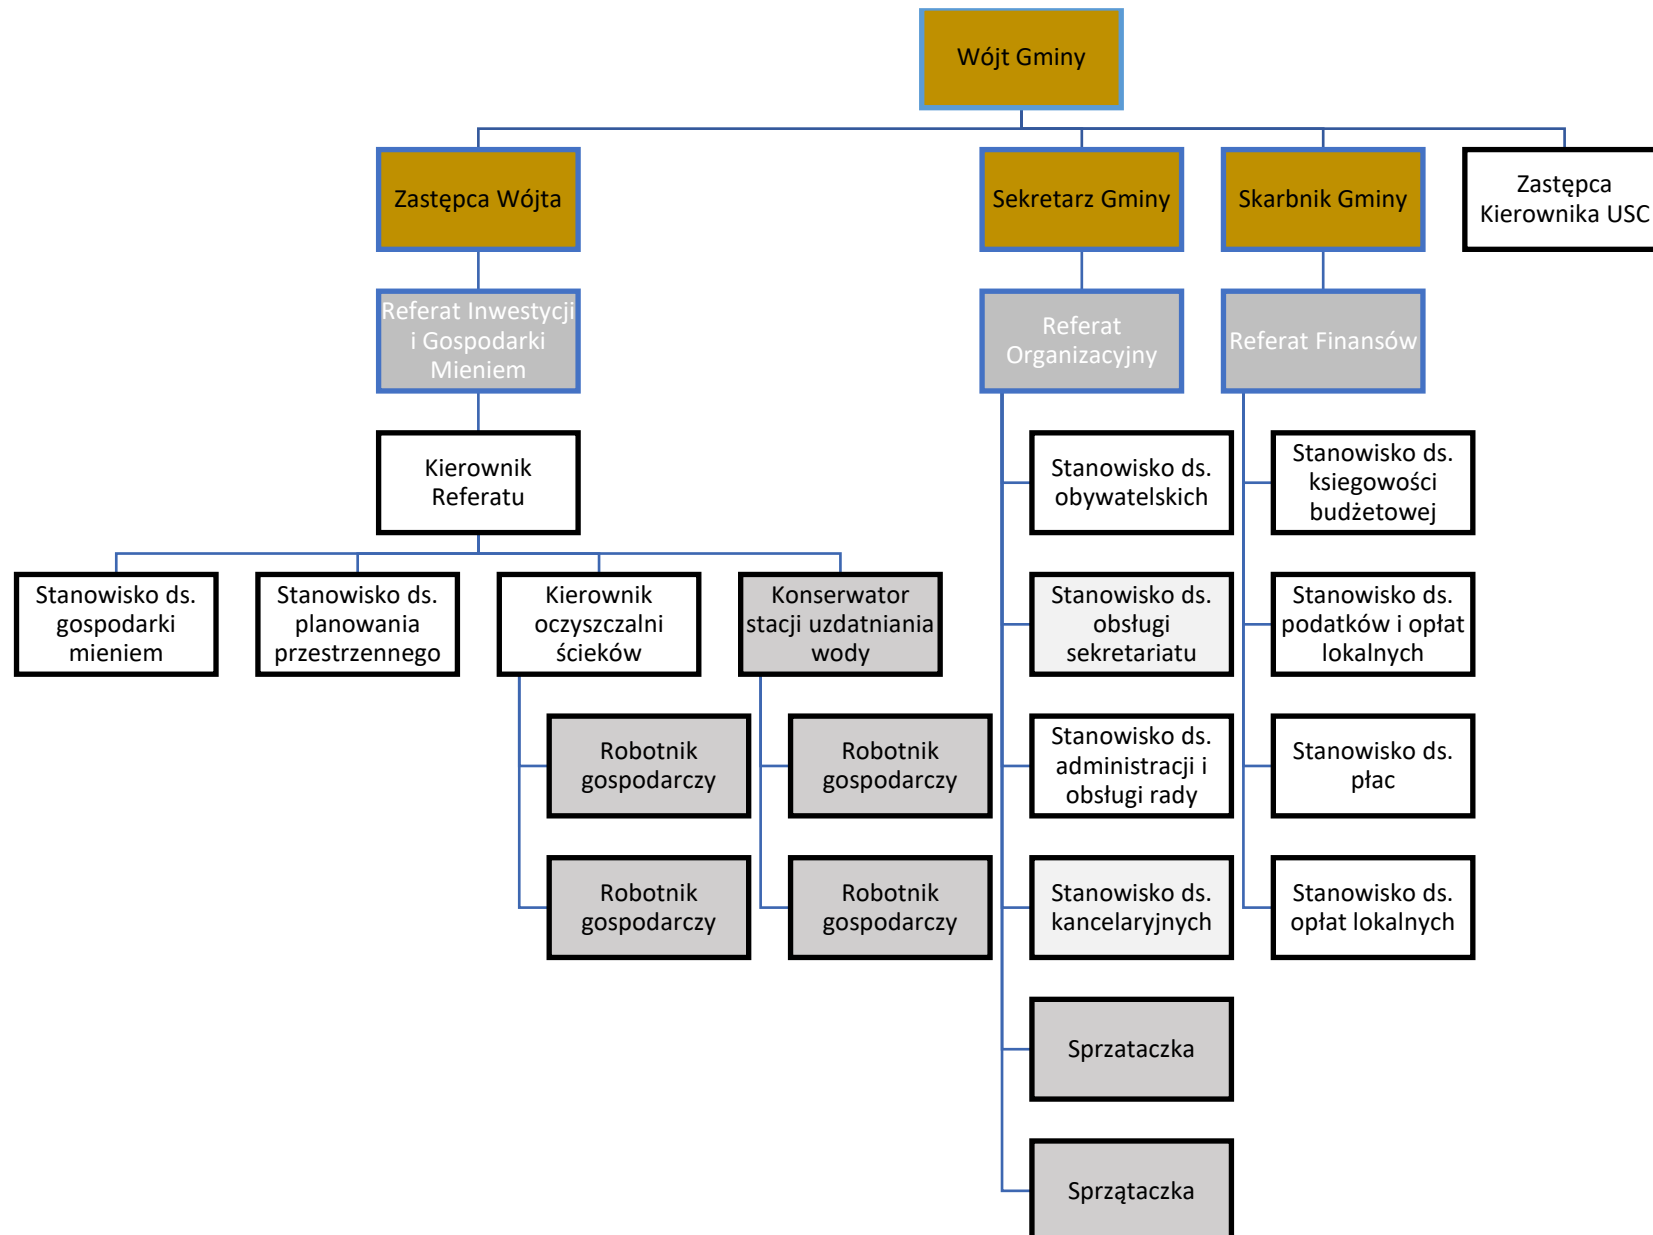 Wójt Gminy
Zastępca Wójta
Sekretarz Gminy
Skarbnik Gminy
Zastępca
Kierownika USC
Referat Inwestycji
i Gospodarki
Mieniem
Referat
Organizacyjny
Referat Finansów
Kierownik
Referatu
Stanowisko ds.
obywatelskich
Stanowisko ds.
ksiegowości
budżetowej
Stanowisko ds.
gospodarki
mieniem
Stanowisko ds.
planowania
przestrzennego
Kierownik
oczyszczalni
ścieków
Konserwator
stacji uzdatniania
wody
Stanowisko ds.
obsługi
sekretariatu
Stanowisko ds.
podatków i opłat
lokalnych
Robotnik
gospodarczy
Robotnik
gospodarczy
Stanowisko ds.
administracji i
obsługi rady
Stanowisko ds.
płac
Robotnik
gospodarczy
Robotnik
gospodarczy
Stanowisko ds.
kancelaryjnych
Stanowisko ds.
opłat lokalnych
Sprzataczka
Sprzątaczka